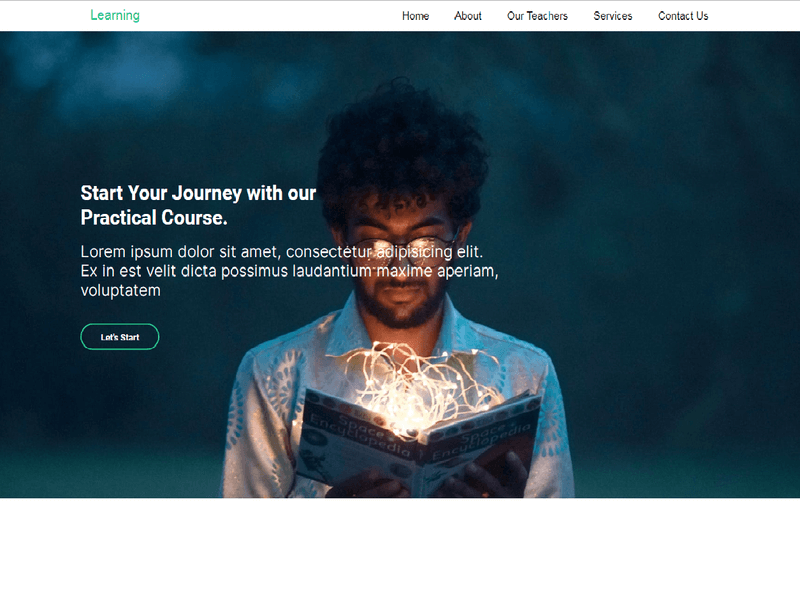 Learning
Home About Our Teachers Services Contact Us
Start Your Journey with our
Practical Course.
Lorem ipsum dolor sit amet, consectetur adipisicing elit.
Ex in est velit dicta possimus laudantium maxime aperiam,
voluptatem
Let's Start
Space Encyclopedia
Space Encyclopedia